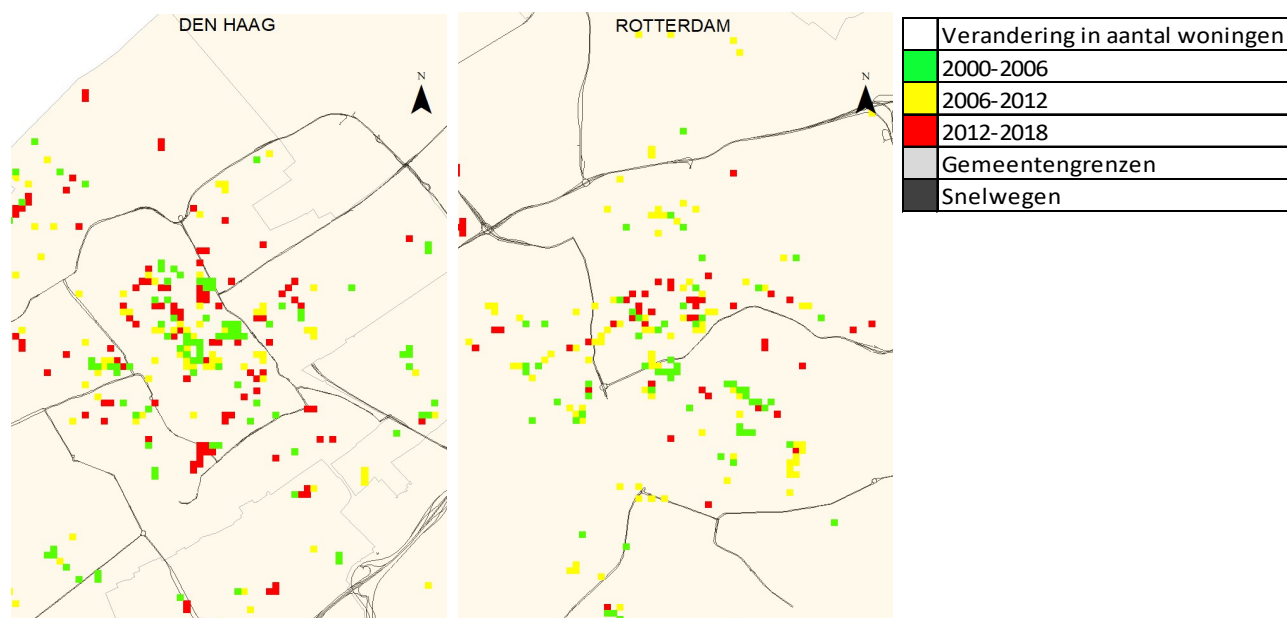 DEN HAAG
N
ROTTERDAM
N
Verandering in aantal woningen
2000-2006
2006-2012
2012-2018
Gemeentengrenzen
Snelwegen